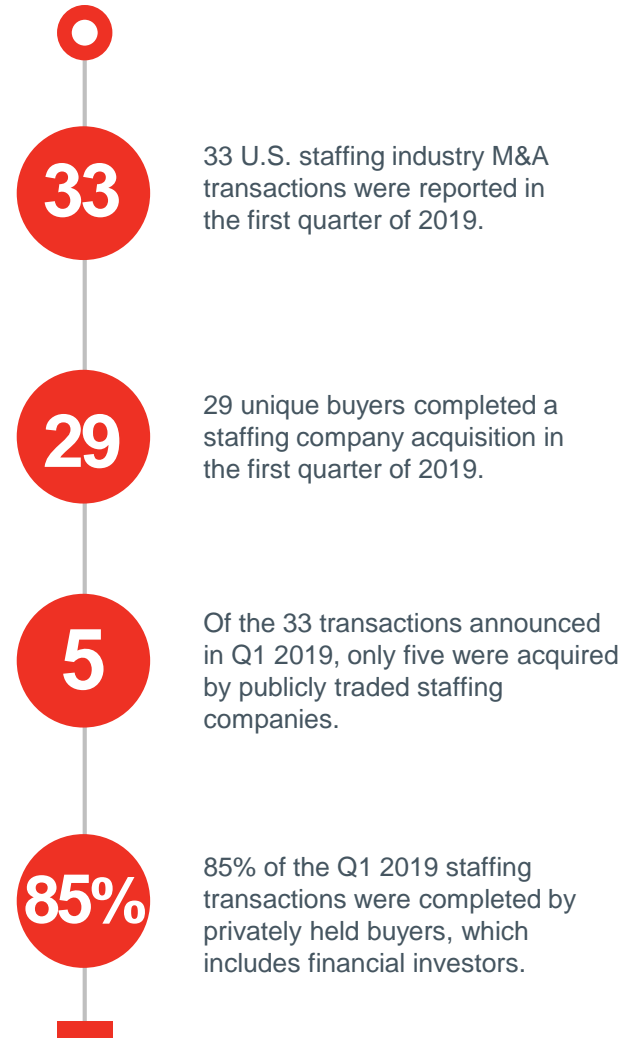 33
33 U.S. staffing industry M&A
transactions were reported in
the first quarter of 2019.
29
29 unique buyers completed a
staffing company acquisition in
the first quarter of 2019.
5
Of the 33 transactions announced
in Q1 2019, only five were acquired
by publicly traded staffing
companies.
85%
85% of the Q1 2019 staffing
transactions were completed by
privately held buyers, which
includes financial investors.